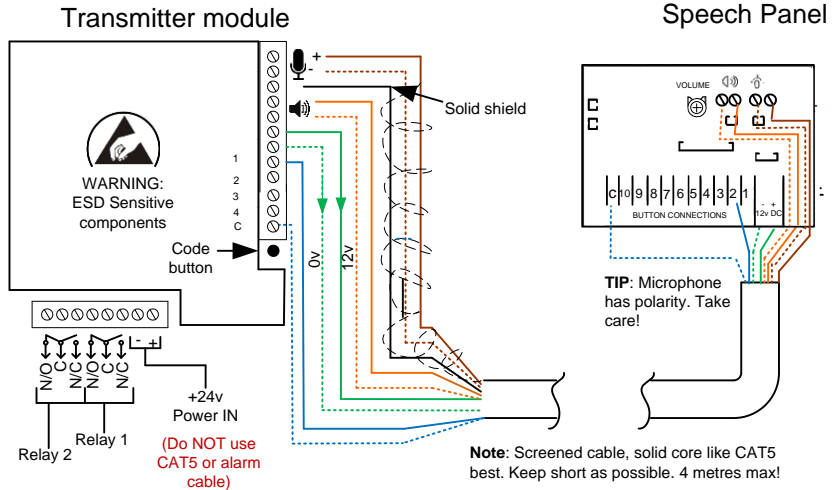 Transmitter module
Speech Panel
+
-
Solid shield
VOLUME
WARNING:
ESD Sensitive
components
1
2
3
4
C
Code
button
0v
12v
C 10 9 8 7 6 5 4 3 2 1
- +
12v DC
BUTTON CONNECTIONS
TIP: Microphone
has polarity. Take
care!
- +
N/O C N/C N/O C N/C
Relay 2
Relay 1
+24v
Power IN
(Do NOT use
CAT5 or alarm
cable)
Note: Screened cable, solid core like CAT5
best. Keep short as possible. 4 metres max!